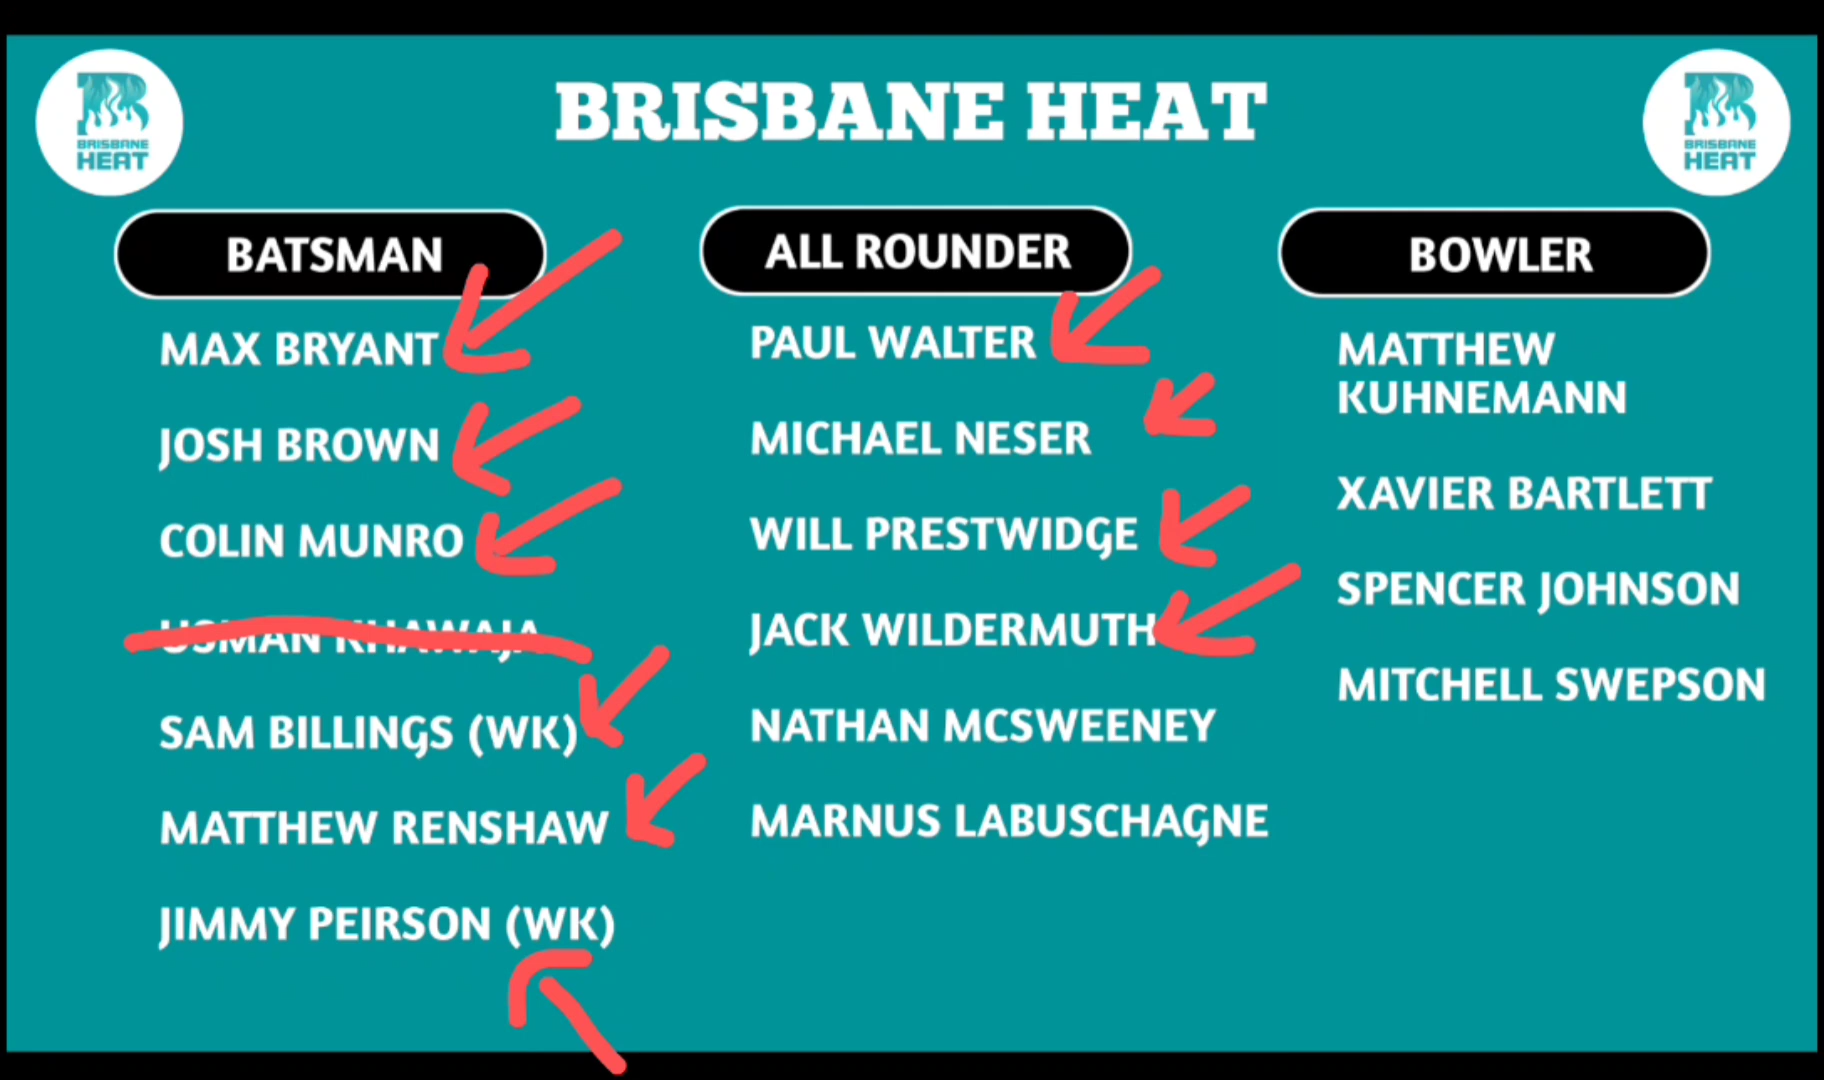 BRISBANE HEAT
BRISBANE
HEAT
BRISBANE
HEAT
BATSMAN
MAX BRYANT
JOSH BROWN
COLIN MUNRO
USMAN KHAWAJA
SAM BILLINGS (WK)
MATTHEW RENSHAW
JIMMY PEIRSON (WK)
ALL ROUNDER
PAUL WALTER
MICHAEL NESER
WILL PRESTWIDGE
JACK WILDERMUTH
NATHAN MCSWEENEY
MARNUS LABUSCHAGNE
BOWLER
MATTHEW
KUHNEMANN
XAVIER BARTLETT
SPENCER JOHNSON
MITCHELL SWEPSON